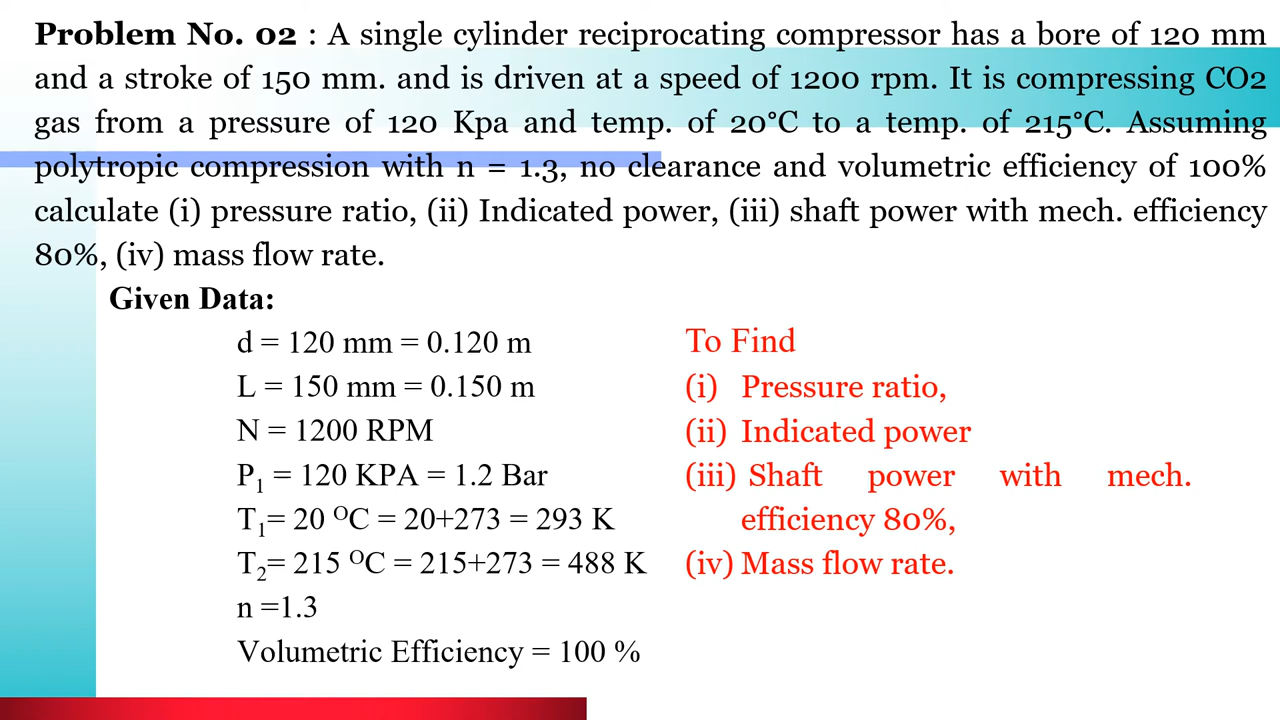 Problem No. 02 : A single cylinder reciprocating compressor has a bore of 120 mm
and a stroke of 150 mm. and is driven at a speed of 1200 rpm. It is compressing CO2
gas from a pressure of 120 Kpa and temp. of 20°C to a temp. of 215°C. Assuming
polytropic compression with n = 1.3, no clearance and volumetric efficiency of 100%
calculate (i) pressure ratio, (ii) Indicated power, (iii) shaft power with mech. efficiency
80%, (iv) mass flow rate.
Given Data:
d = 120 mm = 0.120 m
L = 150 mm = 0.150 m
N = 1200 RPM
P₁ = 120 KPA = 1.2 Bar
T₁= 20 ᴼC = 20+273 = 293 K
T₂= 215 ᴼC = 215+273 = 488 K
n =1.3
Volumetric Efficiency = 100 %
To Find
(i) Pressure ratio,
(ii) Indicated power
(iii) Shaft power with mech.
efficiency 80%,
(iv) Mass flow rate.